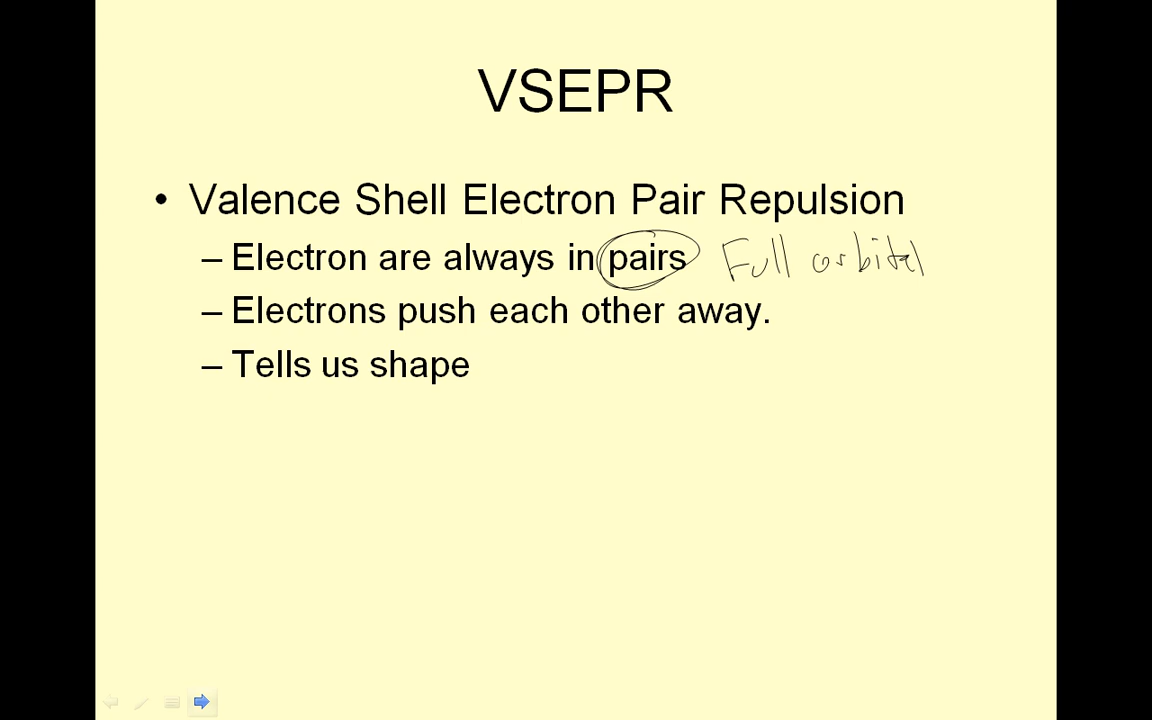 VSEPR
• Valence Shell Electron Pair Repulsion
– Electron are always in pairs Full orbital
– Electrons push each other away.
– Tells us shape